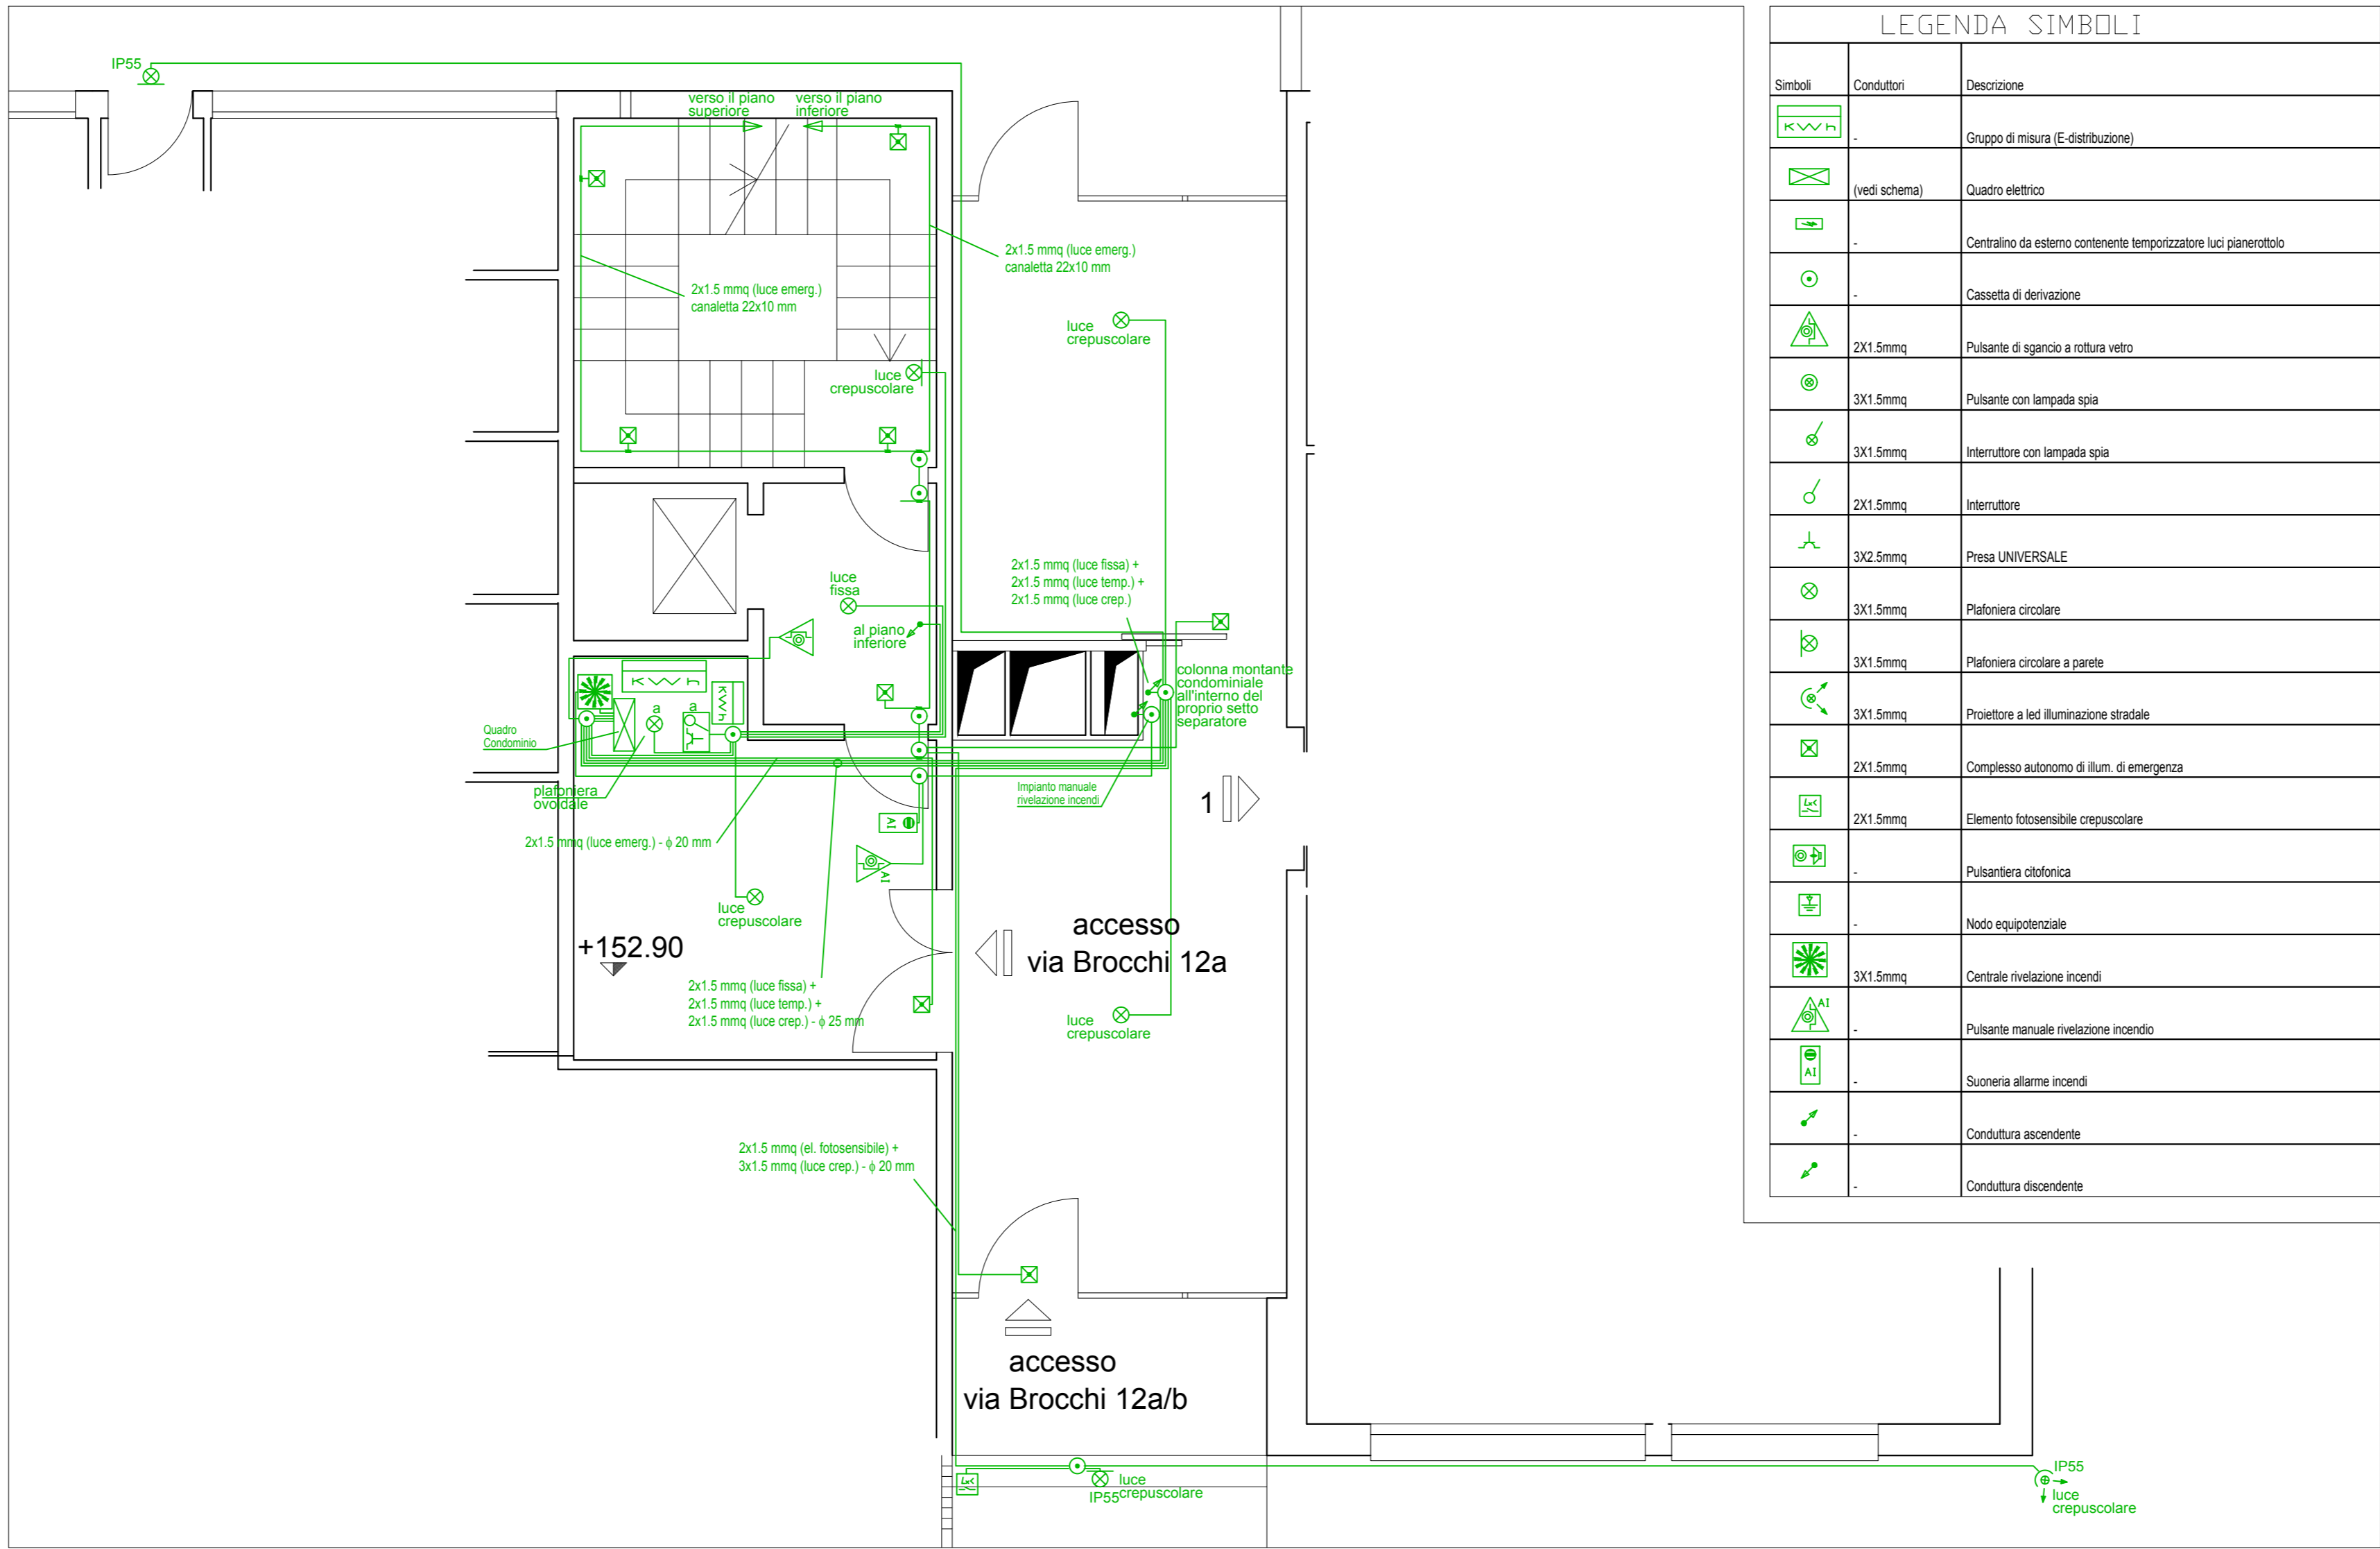 IP55
verso il piano
superiore
verso il piano
inferiore
2x1.5 mmq (luce emerg.)
canaletta 22x10 mm
2x1.5 mmq (luce emerg.)
canaletta 22x10 mm
luce
crepuscolare
luce
crepuscolare
2x1.5 mmq (luce fissa) +
2x1.5 mmq (luce temp.) +
2x1.5 mmq (luce crep.)
luce
fissa
al piano
inferiore
colonna montante
condominiale
all'interno del
proprio setto
separatore
KWh
KWh
a
a
Quadro
Condominio
plafoniera
ovoidale
Impianto manuale
rivelazione incendi
1
2x1.5 mmq (luce emerg.) - ϕ 20 mm
AI
AI
luce
crepuscolare
+152.90
accesso
via Brocchi 12a
2x1.5 mmq (luce fissa) +
2x1.5 mmq (luce temp.) +
2x1.5 mmq (luce crep.) - ϕ 25 mm
luce
crepuscolare
2x1.5 mmq (el. fotosensibile) +
3x1.5 mmq (luce crep.) - ϕ 20 mm
accesso
via Brocchi 12a/b
Lx<
luce
IP55 crepuscolare
IP55
luce
crepuscolare
LEGENDA SIMBOLI
Simboli Conduttori Descrizione
KWh - Gruppo di misura (E-distribuzione)
(vedi schema) Quadro elettrico
- Centralino da esterno contenente temporizzatore luci pianerottolo
- Cassetta di derivazione
2X1.5mmq Pulsante di sgancio a rottura vetro
3X1.5mmq Pulsante con lampada spia
3X1.5mmq Interruttore con lampada spia
2X1.5mmq Interruttore
3X2.5mmq Presa UNIVERSALE
3X1.5mmq Plafoniera circolare
3X1.5mmq Plafoniera circolare a parete
3X1.5mmq Proiettore a led illuminazione stradale
2X1.5mmq Complesso autonomo di illum. di emergenza
Lx< 2X1.5mmq Elemento fotosensibile crepuscolare
- Pulsantiera citofonica
- Nodo equipotenziale
3X1.5mmq Centrale rivelazione incendi
AI - Pulsante manuale rivelazione incendio
AI - Suoneria allarme incendi
- Conduttura ascendente
- Conduttura discendente